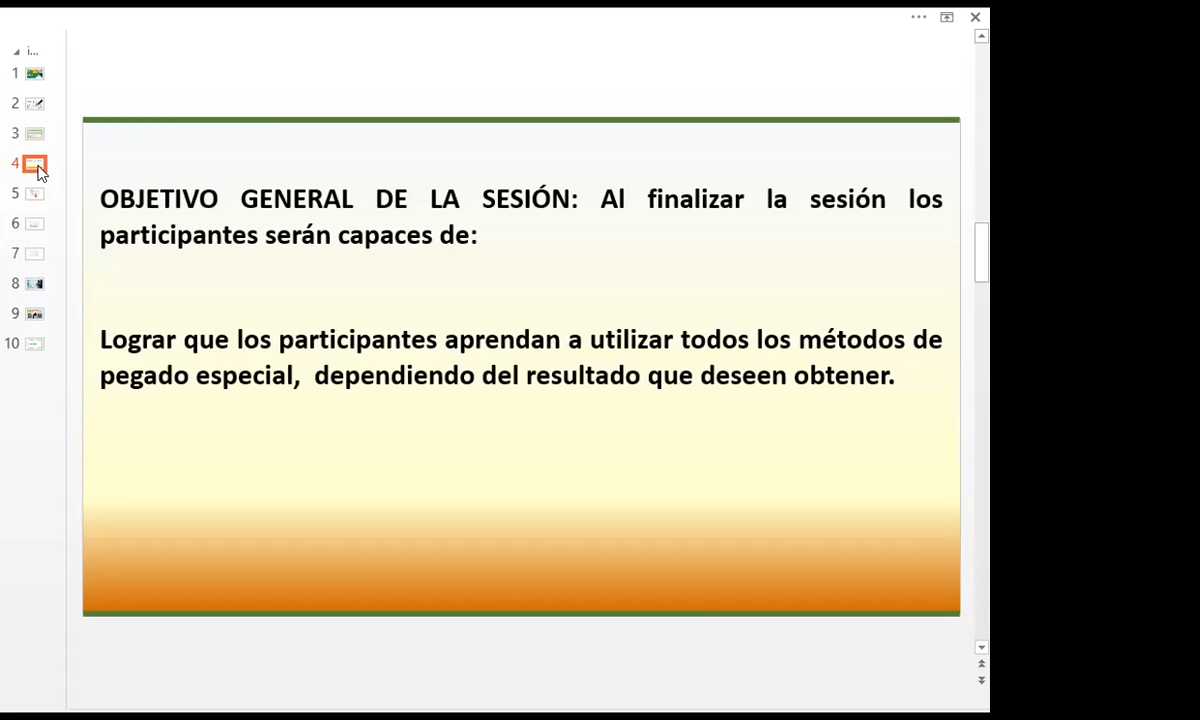 i...
1
2
3
4
5
6
7
8
9
10
OBJETIVO GENERAL DE LA SESIÓN: Al finalizar la sesión los
participantes serán capaces de:
Lograr que los participantes aprendan a utilizar todos los métodos de
pegado especial, dependiendo del resultado que deseen obtener.